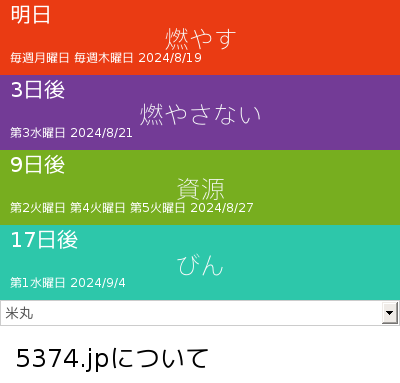 明日
燃やす
毎週月曜日 毎週木曜日 2024/8/19
3日後
燃やさない
第3水曜日 2024/8/21
9日後
資源
第2火曜日 第4火曜日 第5火曜日 2024/8/27
17日後
びん
第1水曜日 2024/9/4
米丸
5374.jpについて